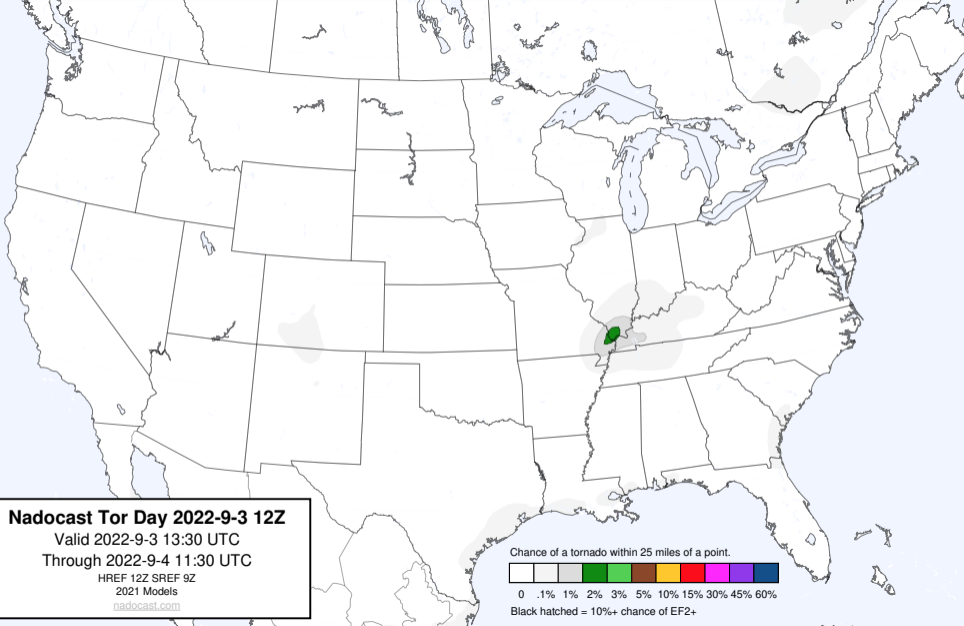 Nadocast Tor Day 2022-9-3 12Z
Valid 2022-9-3 13:30 UTC
Through 2022-9-4 11:30 UTC
HREF 12Z SREF 9Z
2021 Models
nadocast.com
Chance of a tornado within 25 miles of a point.
0 .1% 1% 2% 3% 5% 10% 15% 30% 45% 60%
Black hatched = 10%+ chance of EF2+